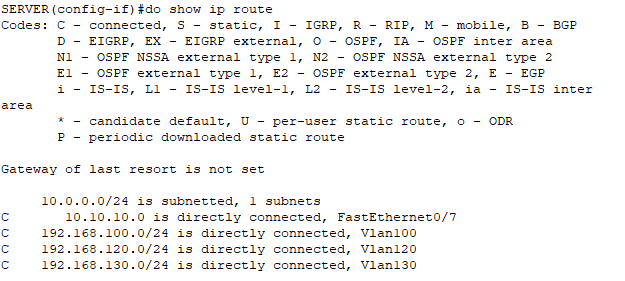 SERVER(config-if)#do show ip route
Codes: C - connected, S - static, I - IGRP, R - RIP, M - mobile, B - BGP
       D - EIGRP, EX - EIGRP external, O - OSPF, IA - OSPF inter area
       N1 - OSPF NSSA external type 1, N2 - OSPF NSSA external type 2
       E1 - OSPF external type 1, E2 - OSPF external type 2, E - EGP
       i - IS-IS, L1 - IS-IS level-1, L2 - IS-IS level-2, ia - IS-IS inter
area
       * - candidate default, U - per-user static route, o - ODR
       P - periodic downloaded static route
Gateway of last resort is not set
     10.0.0.0/24 is subnetted, 1 subnets
C       10.10.10.0 is directly connected, FastEthernet0/7
C    192.168.100.0/24 is directly connected, Vlan100
C    192.168.120.0/24 is directly connected, Vlan120
C    192.168.130.0/24 is directly connected, Vlan130